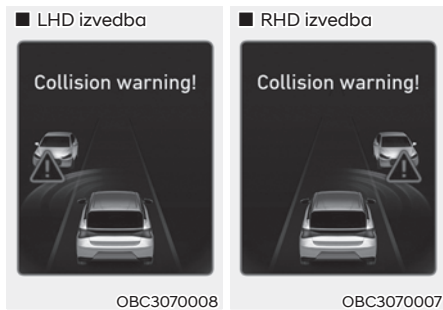 ■ LHD izvedba
Collision warning!
OBC3070008
■ RHD izvedba
Collision warning!
OBC3070007